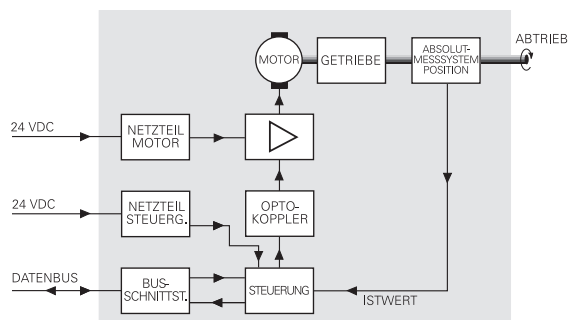 ABTRIEB
MOTOR
GETRIEBE
ABSOLUT-
MESSSYSTEM
POSITION
24 VDC
NETZTEIL
MOTOR
24 VDC
NETZTEIL
STEUERG.
OPTO-
KOPPLER
DATENBUS
BUS-
SCHNITTST.
STEUERUNG
ISTWERT